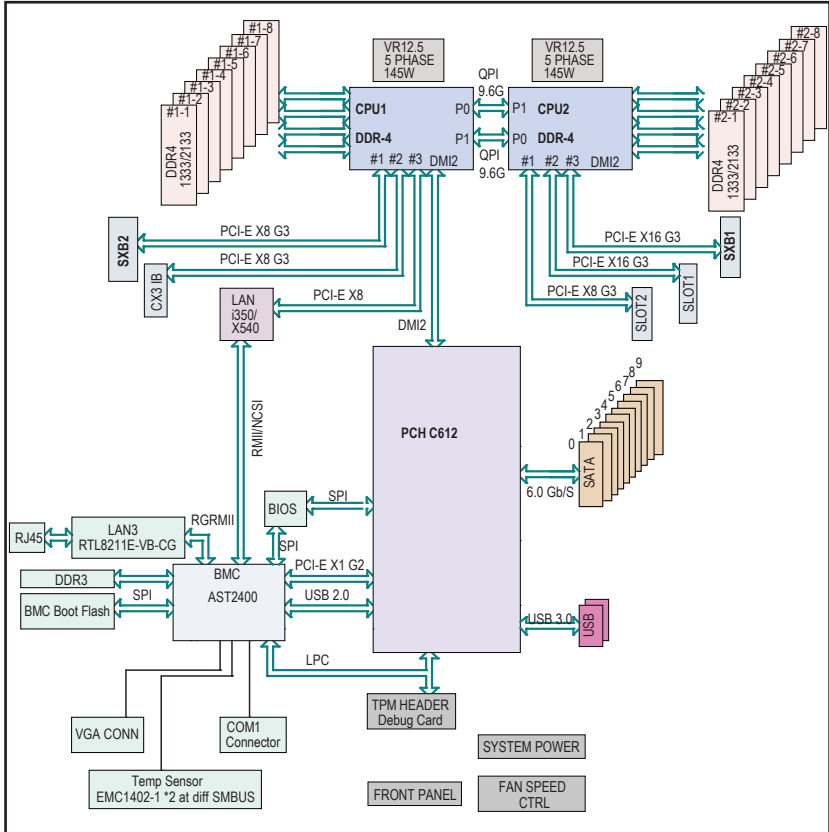 #1-8
#1-7
#1-6
#1-5
#1-4
#1-3
#1-2
#1-1
DDR4
1333/2133
VR12.5
5 PHASE
145W
QPI
9.6G
VR12.5
5 PHASE
145W
#2-8
#2-7
#2-6
#2-5
#2-4
#2-3
#2-2
#2-1
DDR4
1333/2133
CPU1
P0
DDR-4
P1
#1 #2 #3 DMI2
P1 CPU2
P0 DDR-4
#1 #2 #3 DMI2
QPI
9.6G
SXB2
PCI-E X8 G3
CX3 IB
PCI-E X8 G3
LAN
i350/
X540
PCI-E X8
DMI2
PCI-E X16 G3
SXB1
PCI-E X16 G3
SLOT1
PCI-E X8 G3
SLOT2
PCH C612
RMII/NCSI
0 1 2 3 4 5 6 7 8 9
SATA
6.0 Gb/S
BIOS
SPI
SPI
RJ45
LAN3
RTL8211E-VB-CG
RGRMII
DDR3
SPI
BMC Boot Flash
BMC
AST2400
PCI-E X1 G2
USB 2.0
USB 3.0
USB
LPC
TPM HEADER
Debug Card
VGA CONN
COM1
Connector
Temp Sensor
EMC1402-1 *2 at diff SMBUS
SYSTEM POWER
FRONT PANEL
FAN SPEED
CTRL